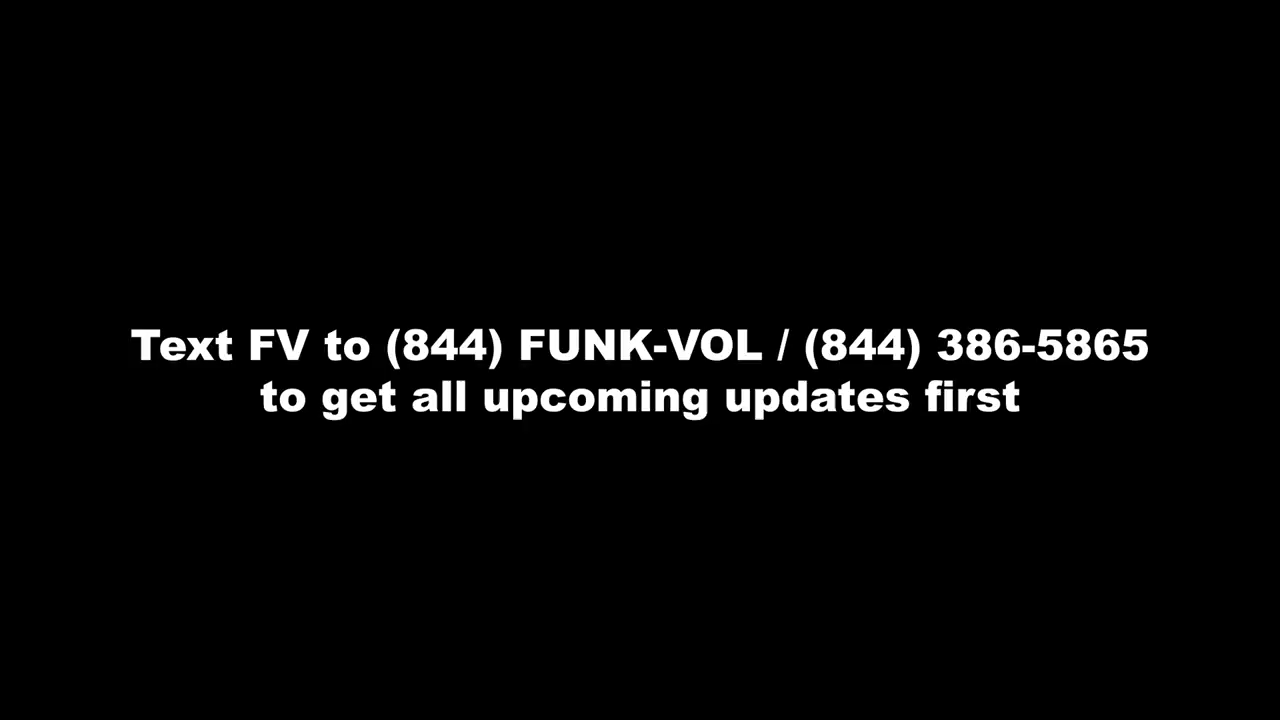 Text FV to (844) FUNK-VOL / (844) 386-5865
to get all upcoming updates first